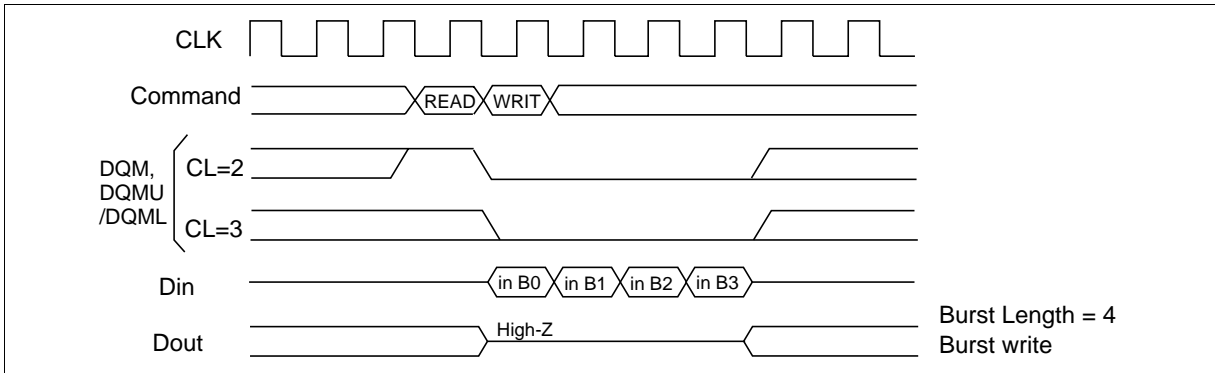 CLK
Command READ WRIT
DQM,
DQMU
/DQML
CL=2
CL=3
Din in B0 in B1 in B2 in B3
Dout High-Z
Burst Length = 4
Burst write